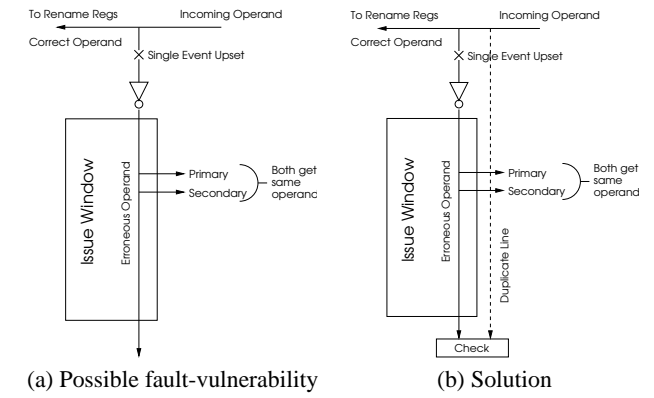 To Rename Regs Incoming Operand
Correct Operand
Single Event Upset
Issue Window
Erroneous Operand
Primary
Secondary
Both get
same
operand
(a) Possible fault-vulnerability
To Rename Regs Incoming Operand
Correct Operand
Single Event Upset
Issue Window
Erroneous Operand
Primary
Secondary
Both get
same
operand
Duplicate Line
Check
(b) Solution